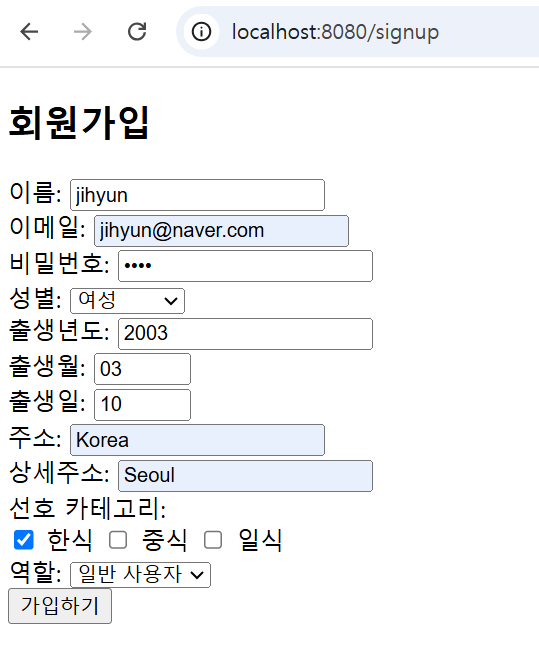 localhost:8080/signup
회원가입
이름: jihyun
이메일: jihyun@naver.com
비밀번호: ••••
성별: 여성
출생년도: 2003
출생월: 03
출생일: 10
주소: Korea
상세주소: Seoul
선호 카테고리:
한식 중식 일식
역할: 일반 사용자
가입하기